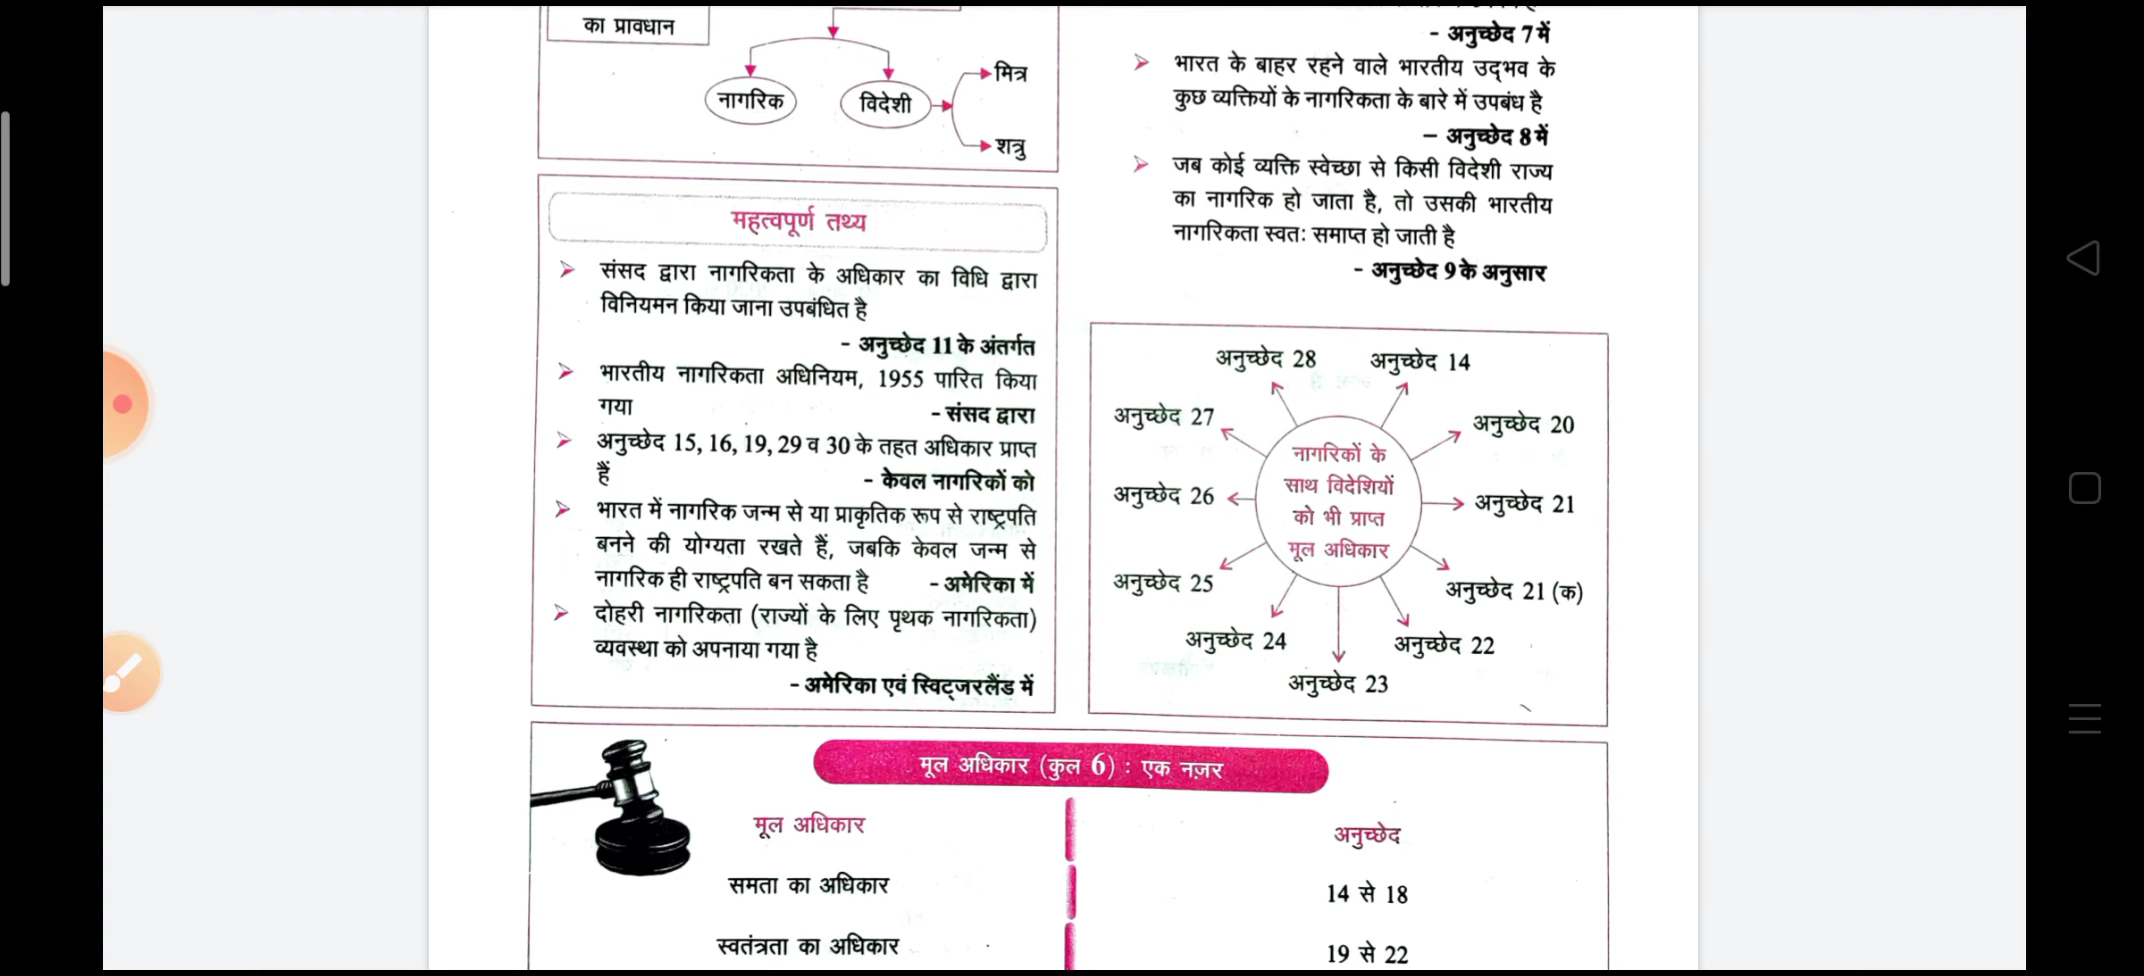 का प्रावधान
नागरिक
विदेशी
मित्र
शत्रु
महत्वपूर्ण तथ्य
संसद द्वारा नागरिकता के अधिकार का विधि द्वारा
विनियमन किया जाना उपबंधित है
- अनुच्छेद 11 के अंतर्गत
भारतीय नागरिकता अधिनियम, 1955 पारित किया
गया - संसद द्वारा
अनुच्छेद 15, 16, 19, 29 व 30 के तहत अधिकार प्राप्त
हैं - केवल नागरिकों को
भारत में नागरिक जन्म से या प्राकृतिक रूप से राष्ट्रपति
बनने की योग्यता रखते हैं, जबकि केवल जन्म से
नागरिक ही राष्ट्रपति बन सकता है - अमेरिका में
दोहरी नागरिकता (राज्यों के लिए पृथक नागरिकता)
व्यवस्था को अपनाया गया है
- अमेरिका एवं स्विट्जरलैंड में
- अनुच्छेद 7 में
भारत के बाहर रहने वाले भारतीय उद्भव के
कुछ व्यक्तियों के नागरिकता के बारे में उपबंध है
– अनुच्छेद 8 में
जब कोई व्यक्ति स्वेच्छा से किसी विदेशी राज्य
का नागरिक हो जाता है, तो उसकी भारतीय
नागरिकता स्वतः समाप्त हो जाती है
- अनुच्छेद 9 के अनुसार
अनुच्छेद 28
अनुच्छेद 14
अनुच्छेद 27
अनुच्छेद 20
नागरिकों के
साथ विदेशियों
को भी प्राप्त
मूल अधिकार
अनुच्छेद 26
अनुच्छेद 21
अनुच्छेद 25
अनुच्छेद 21 (क)
अनुच्छेद 24
अनुच्छेद 22
अनुच्छेद 23
मूल अधिकार (कुल 6) : एक नज़र
मूल अधिकार
अनुच्छेद
समता का अधिकार
14 से 18
स्वतंत्रता का अधिकार
19 से 22